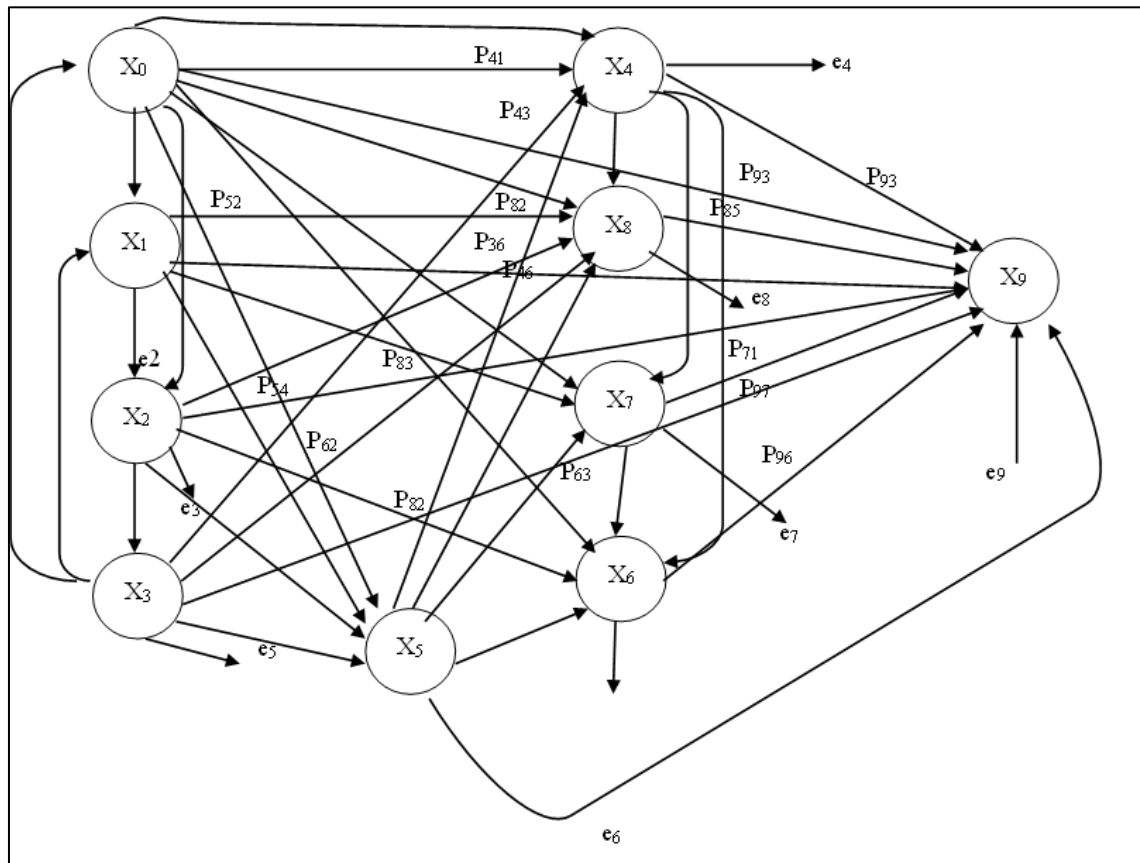 X₀
P₄₁
X₄
e₄
P₄₃
P₉₃
P₉₃
P₅₂
P₈₂
P₈₅
X₁
P₃₆
X₈
P₄₆
X₉
e₈
e2
P₈₃
P₇₁
P₅₄
P₉₇
X₂
X₇
P₆₂
P₉₆
P₆₃
e₉
P₈₂
e₃
e₇
X₃
X₆
e₅
X₅
e₆